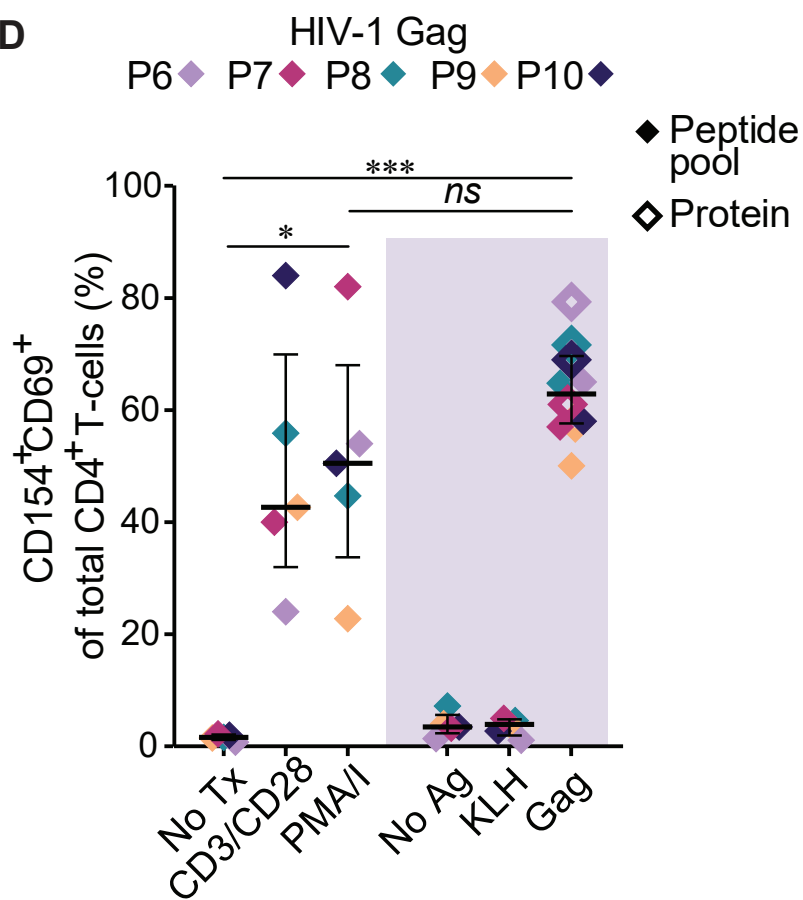 D
HIV-1 Gag
P6 P7 P8 P9 P10
Peptide
pool
Protein
***
ns
*
100
80
60
40
20
0
CD154+CD69+
of total CD4+ T-cells (%)
No Tx
CD3/CD28
PMA/I
No Ag
KLH
Gag